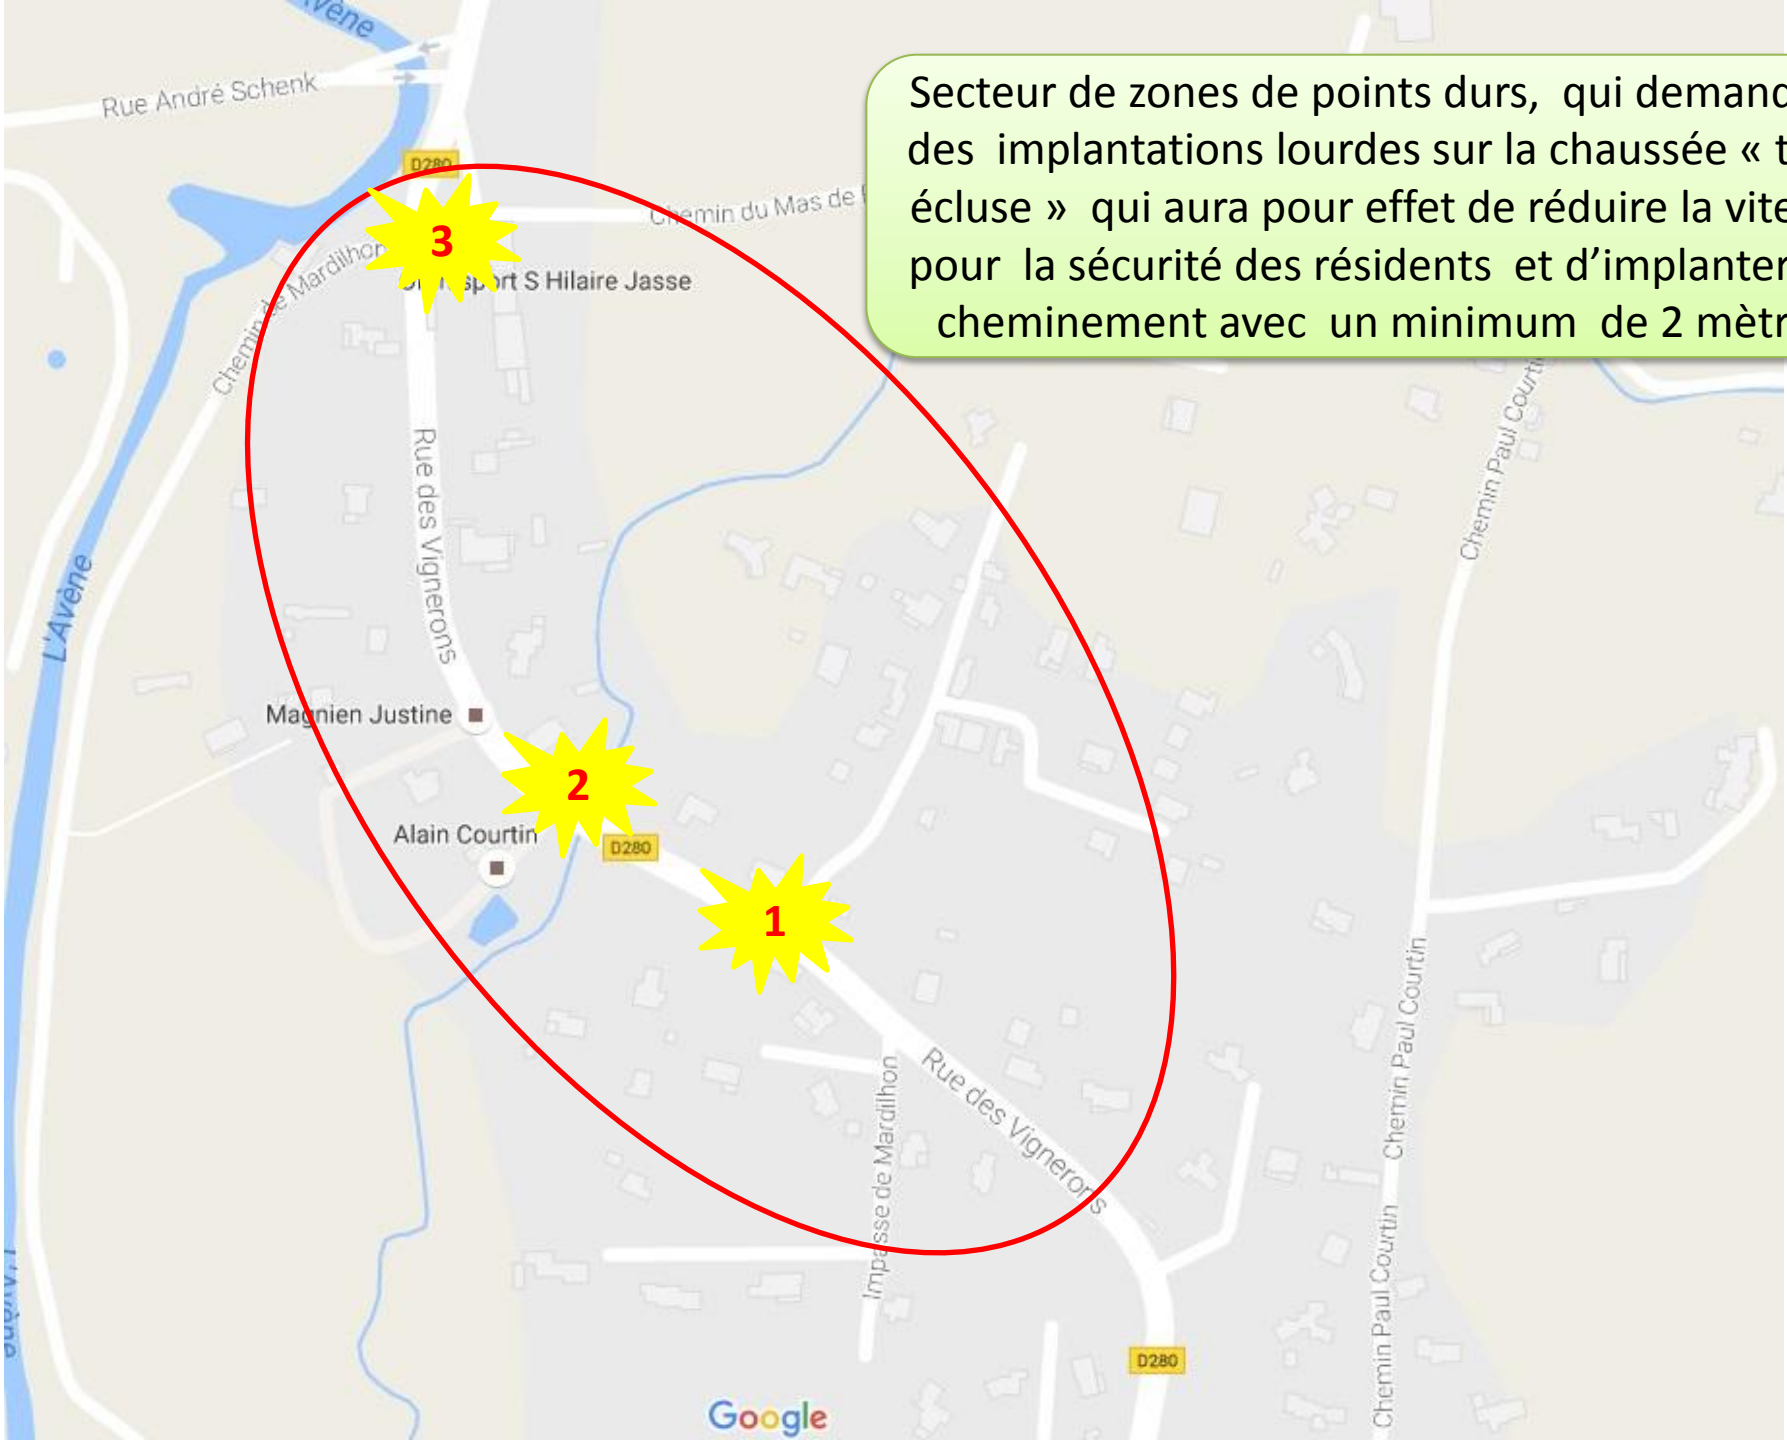 Avène
Rue André Schenk
D280
Secteur de zones de points durs, qui
des implantations lourdes sur la chaussée «
écluse » qui aura pour effet de réduire la
pour la sécurité des résidents et d’implanter
cheminement avec un minimum de 2
Chemin du Mas de
3
Chemin de Mardilhon
S Hilaire Jasse
Rue des Vignerons
Chemin Paul Courtin
L'Avène
Magnien Justine
2
Alain Courtin
D280
1
Rue des Vignerons
Impasse de Mardilhon
Chemin Paul Courtin
Chemin Paul Courtin
L'Avène
D280
Google